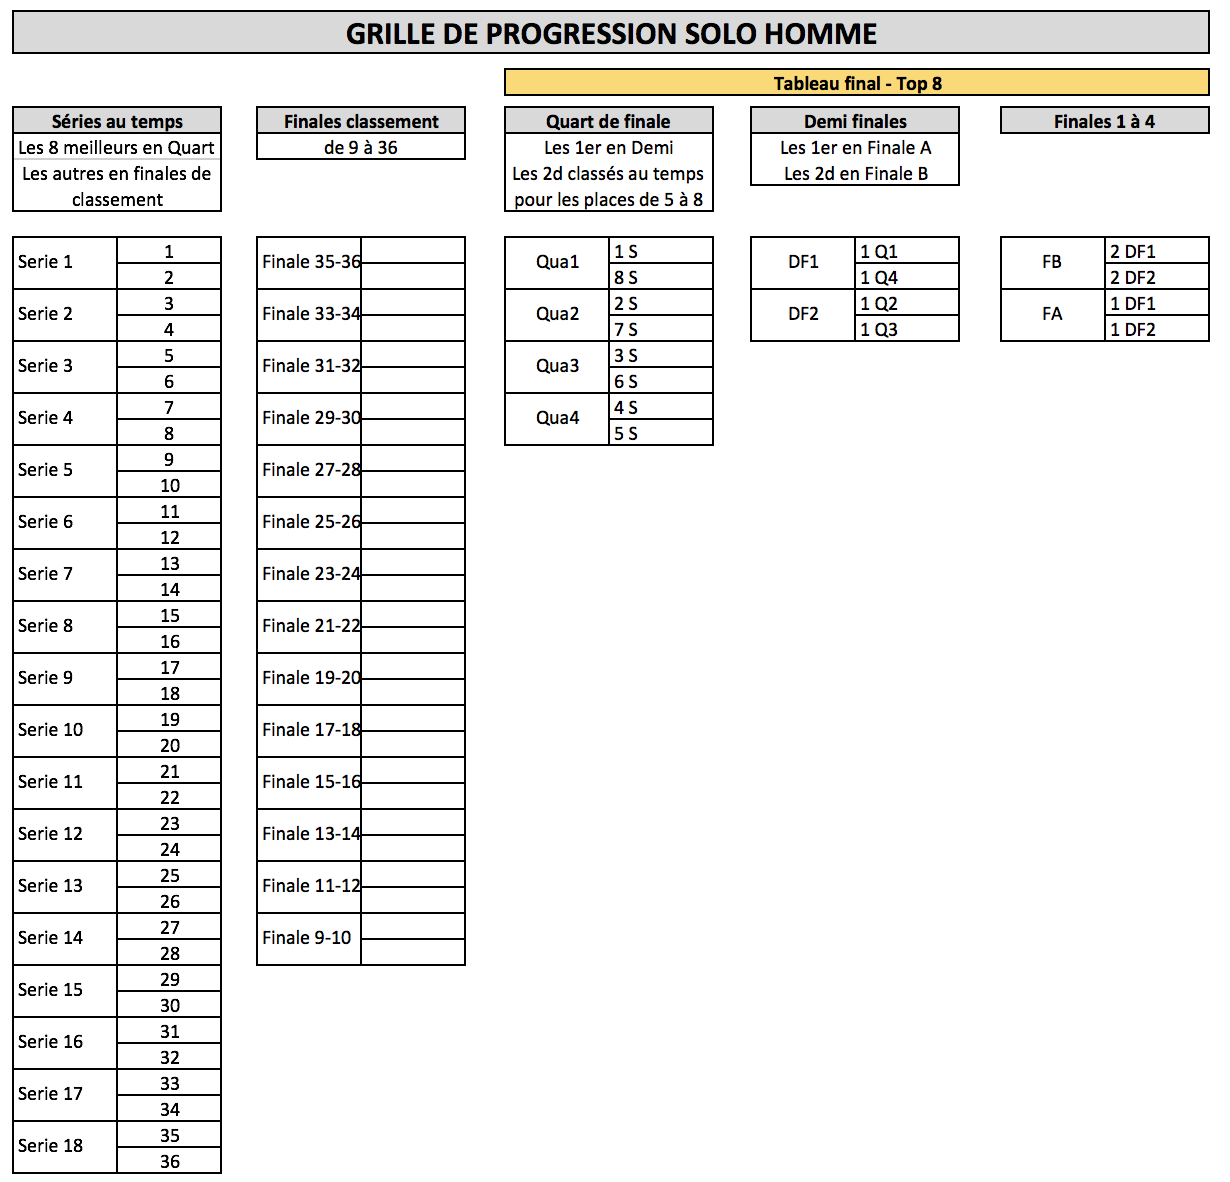 GRILLE DE PROGRESSION SOLO HOMME
Tableau final - Top 8
Séries au temps
Les 8 meilleurs en Quart
Les autres en finales de
classement
Finales classement
de 9 à 36
Quart de finale
Les 1er en Demi
Les 2d classés au temps
pour les places de 5 à 8
Demi finales
Les 1er en Finale A
Les 2d en Finale B
Finales 1 à 4
Serie 1
1
2
Serie 2
3
4
Serie 3
5
6
Serie 4
7
8
Serie 5
9
10
Serie 6
11
12
Serie 7
13
14
Serie 8
15
16
Serie 9
17
18
Serie 10
19
20
Serie 11
21
22
Serie 12
23
24
Serie 13
25
26
Serie 14
27
28
Serie 15
29
30
Serie 16
31
32
Serie 17
33
34
Serie 18
35
36
Finale 35-36
Finale 33-34
Finale 31-32
Finale 29-30
Finale 27-28
Finale 25-26
Finale 23-24
Finale 21-22
Finale 19-20
Finale 17-18
Finale 15-16
Finale 13-14
Finale 11-12
Finale 9-10
Qua1
1 S
8 S
Qua2
2 S
7 S
Qua3
3 S
6 S
Qua4
4 S
5 S
DF1
1 Q1
1 Q4
DF2
1 Q2
1 Q3
FB
2 DF1
2 DF2
FA
1 DF1
1 DF2